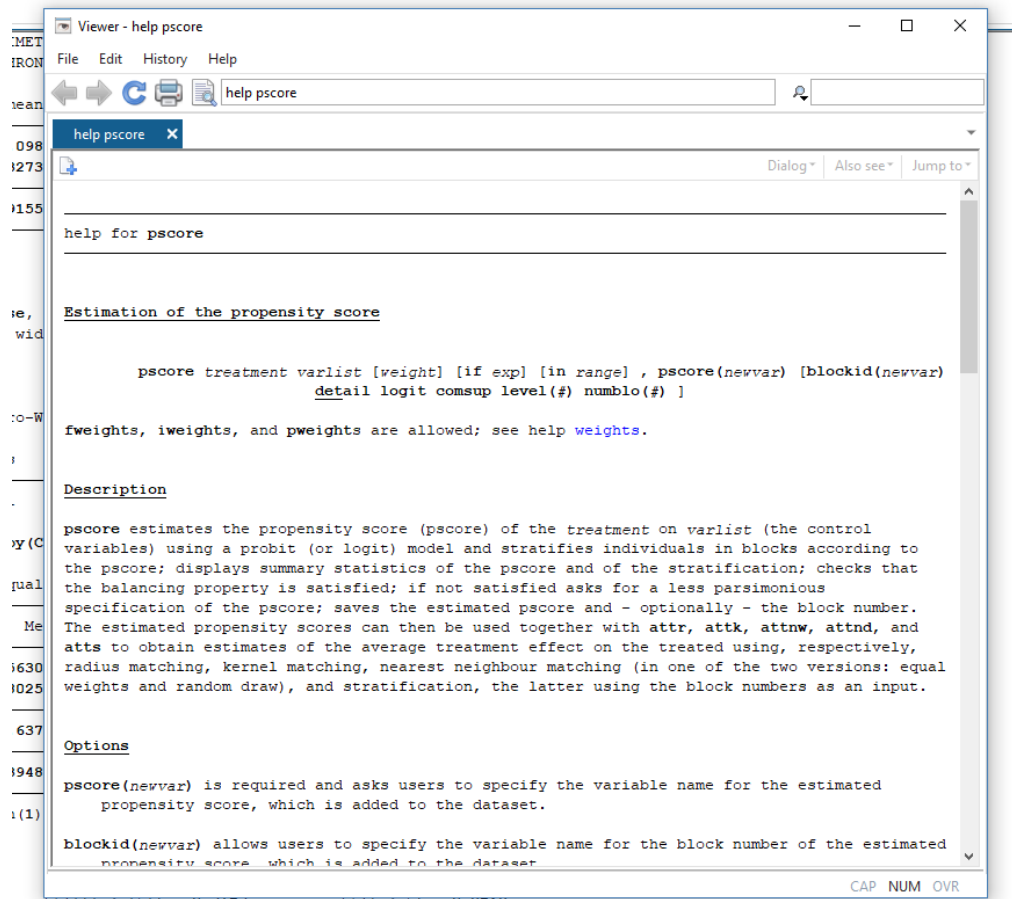 Viewer - help pscore
File Edit History Help
help pscore
help pscore
Dialog Also see Jump to
help for pscore
Estimation of the propensity score
pscore treatment varlist [weight] [if exp] [in range] , pscore(newvar) [blockid(newvar)
detail logit comsup level(#) numblo(#) ]
fweights, iweights, and pweights are allowed; see help weights.
Description
pscore estimates the propensity score (pscore) of the treatment on varlist (the control
variables) using a probit (or logit) model and stratifies individuals in blocks according to
the pscore; displays summary statistics of the pscore and of the stratification; checks that
the balancing property is satisfied; if not satisfied asks for a less parsimonious
specification of the pscore; saves the estimated pscore and - optionally - the block number.
The estimated propensity scores can then be used together with attr, attk, attnw, attnd, and
atts to obtain estimates of the average treatment effect on the treated using, respectively,
radius matching, kernel matching, nearest neighbour matching (in one of the two versions: equal
weights and random draw), and stratification, the latter using the block numbers as an input.
Options
pscore(newvar) is required and asks users to specify the variable name for the estimated
propensity score, which is added to the dataset.
blockid(newvar) allows users to specify the variable name for the block number of the estimated
propensity score, which is added to the dataset
CAP NUM OVR